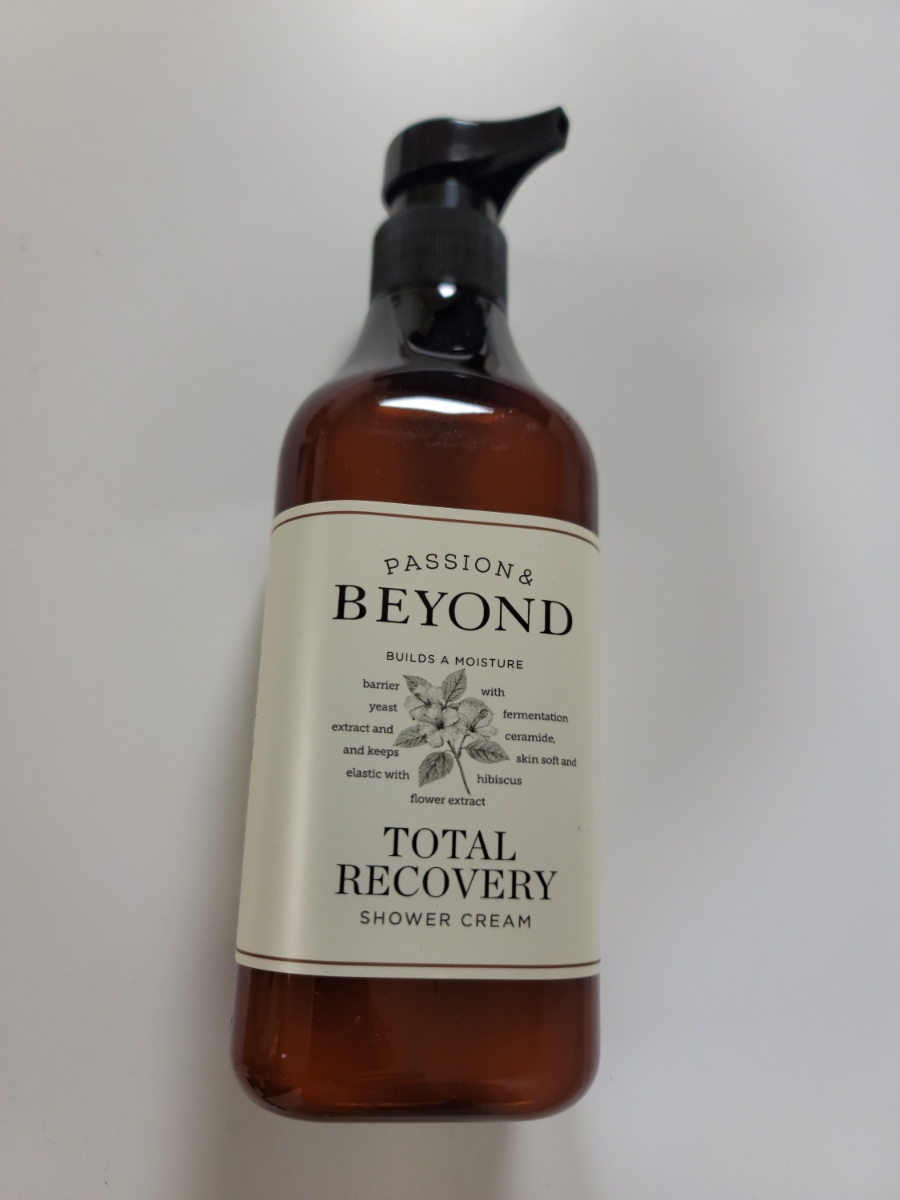 PASSION &
BEYOND
BUILDS A MOISTURE
barrier with
yeast fermentation
extract and ceramide,
and keeps skin soft and
elastic with hibiscus
flower extract
TOTAL
RECOVERY
SHOWER CREAM